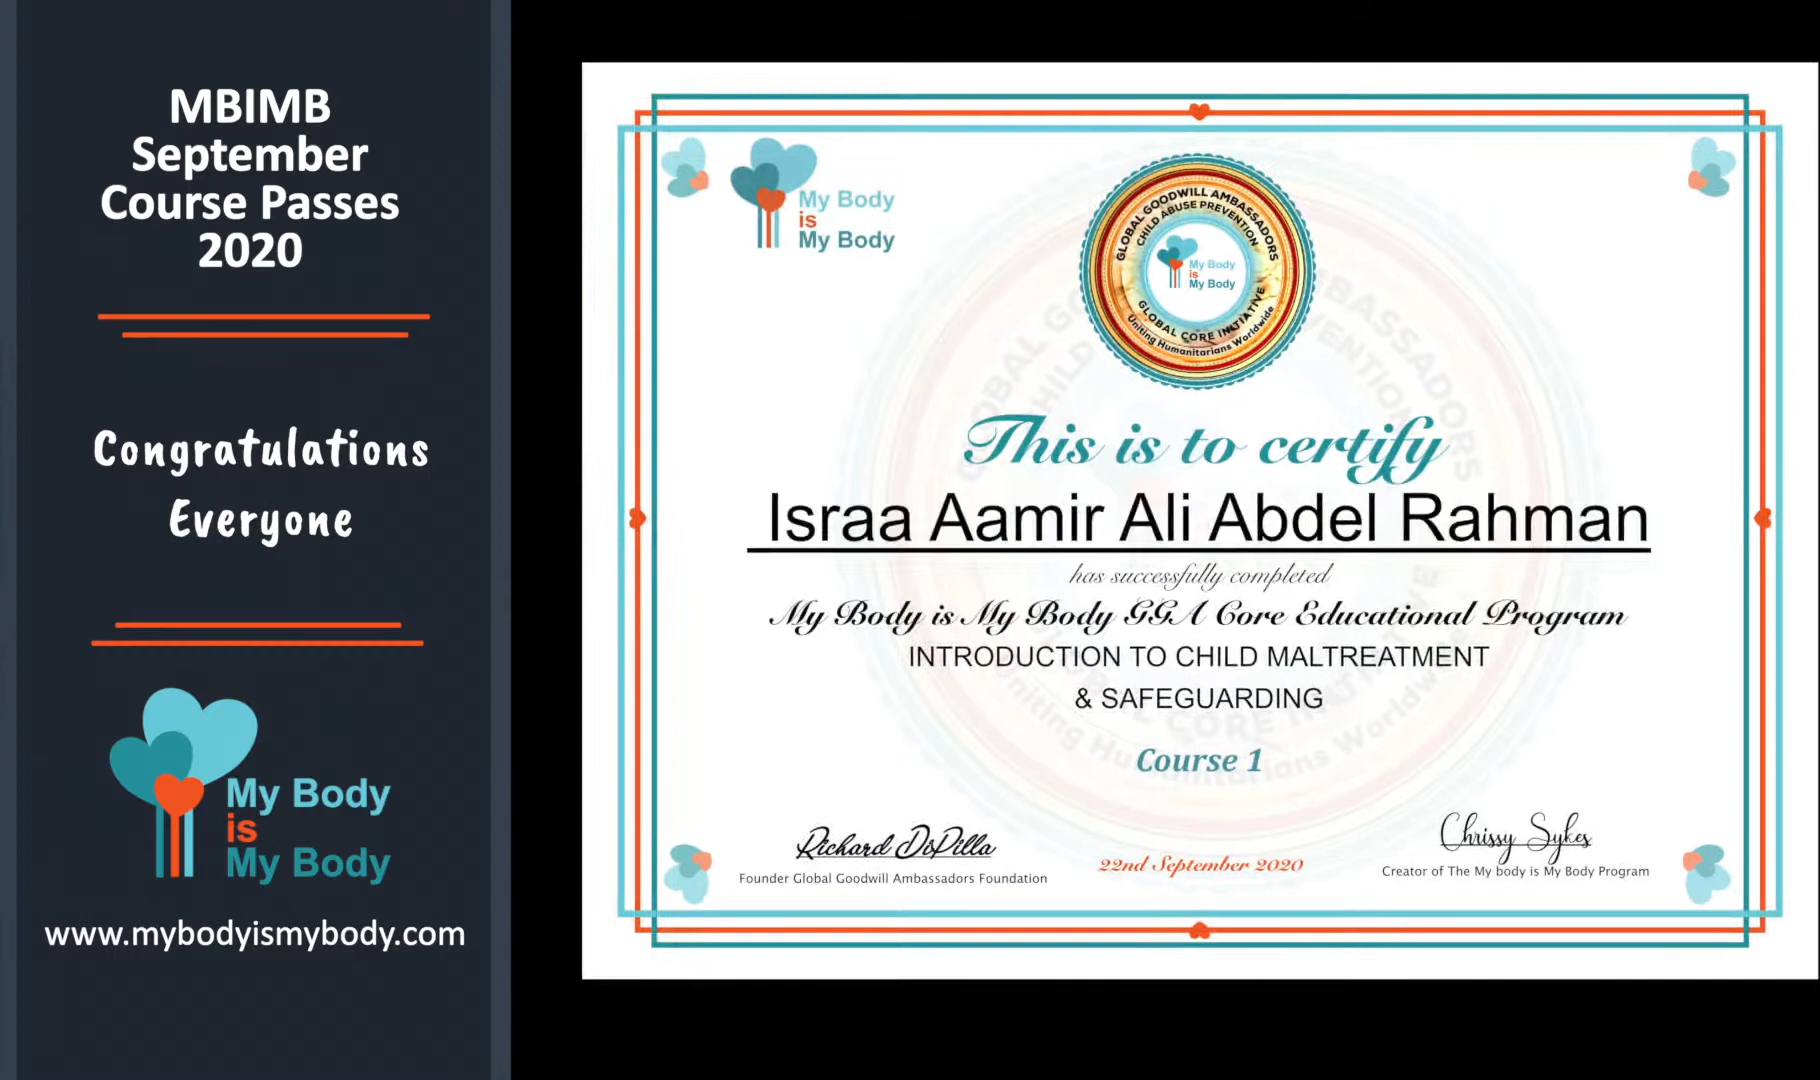 MBIMB
September
Course Passes
2020
Congratulations
Everyone
My Body
is
My Body
www.mybodyismybody.com
My Body
is
My Body
GLOBAL GOODWILL AMBASSADORS
CHILD ABUSE PREVENTION
My Body
is
My Body
GLOBAL CORE INITIATIVE
Uniting Humanitarians Worldwide
This is to certify
Israa Aamir Ali Abdel Rahman
has successfully completed
My Body is My Body GGA Core Educational Program
INTRODUCTION TO CHILD MALTREATMENT
& SAFEGUARDING
Course 1
Richard DiPilla
Founder Global Goodwill Ambassadors Foundation
22nd September 2020
Chrissy Sykes
Creator of The My body is My Body Program